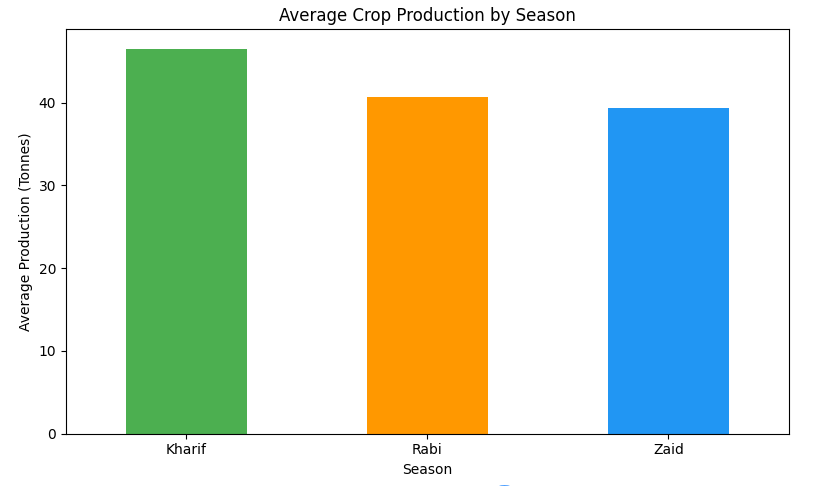 Average Crop Production by Season
Average Production (Tonnes)
40
30
20
10
0
Kharif Rabi Zaid
Season